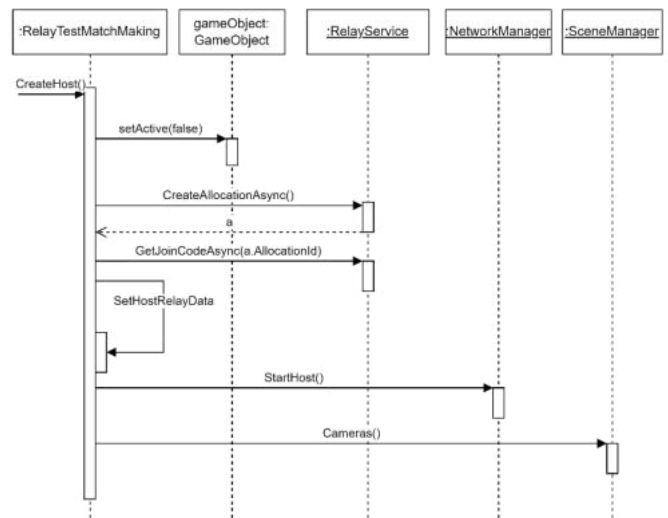 :RelayTestMatchMaking
gameObject:
GameObject
:RelayService
:NetworkManager
:SceneManager
CreateHost()
setActive(false)
CreateAllocationAsync()
a
GetJoinCodeAsync(a.AllocationId)
SetHostRelayData
StartHost()
Cameras()